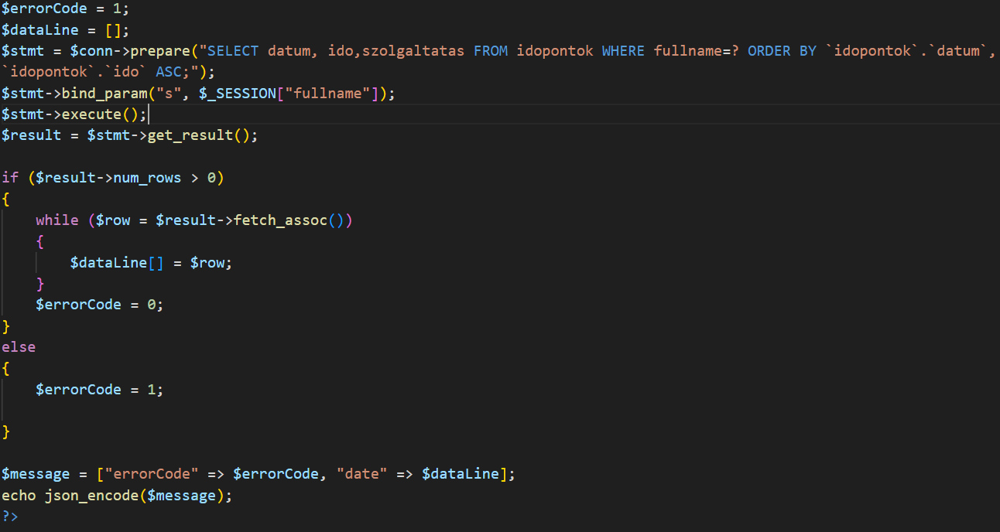 $errorCode = 1;
$dataLine = [];
$stmt = $conn->prepare("SELECT datum, ido,szolgaltatas FROM idopontok WHERE fullname=? ORDER BY `idopontok`.`datum`,
`idopontok`.`ido` ASC;");
$stmt->bind_param("s", $_SESSION["fullname"]);
$stmt->execute();
$result = $stmt->get_result();

if ($result->num_rows > 0)
{
    while ($row = $result->fetch_assoc())
    {
        $dataLine[] = $row;
    }
    $errorCode = 0;
}
else
{
    $errorCode = 1;

}

$message = ["errorCode" => $errorCode, "date" => $dataLine];
echo json_encode($message);
?>